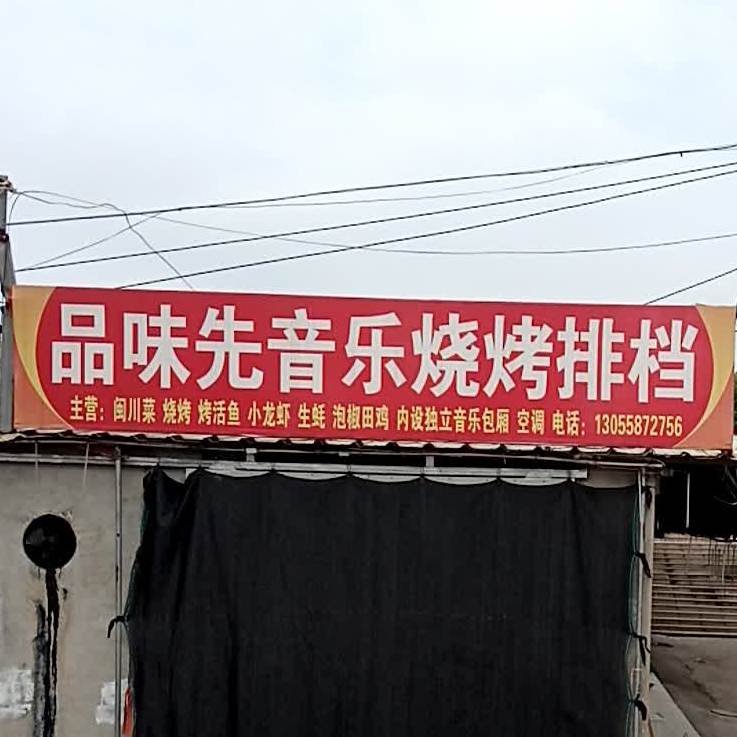 品味先音乐烧烤排档
主营：闽川菜 烧烤 烤活鱼 小龙虾 生蚝 泡椒田鸡 内设独立音乐包厢 空调 电话：13055872756